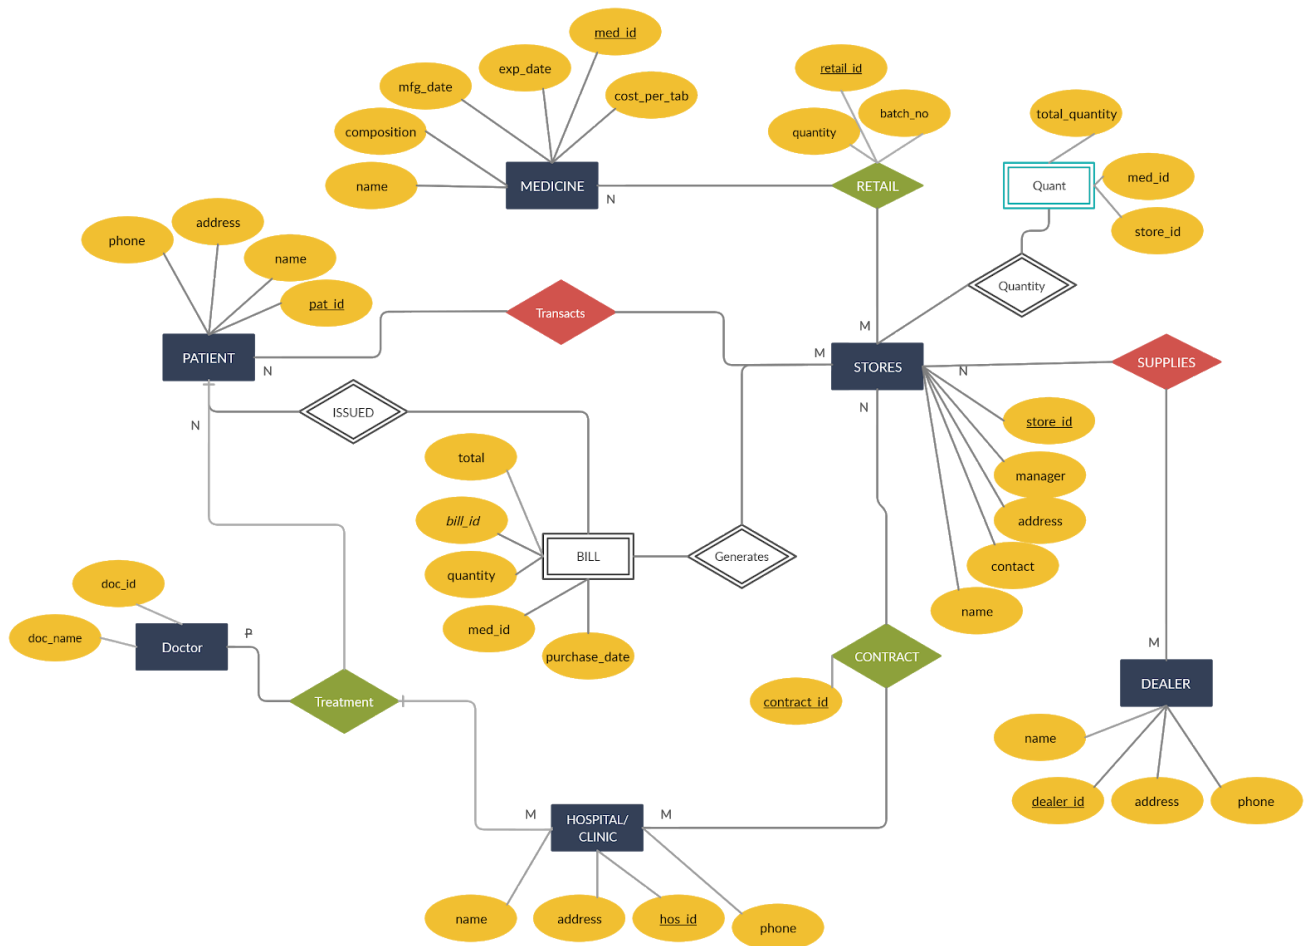 med_id
exp_date
mfg_date
cost_per_tab
composition
name
MEDICINE
N
retail_id
batch_no
quantity
RETAIL
total_quantity
Quant
med_id
store_id
Quantity
phone
address
name
pat_id
PATIENT
N
N
Transacts
M
M
STORES
N
N
SUPPLIES
store_id
manager
address
contact
name
ISSUED
total
bill_id
quantity
med_id
purchase_date
BILL
Generates
doc_id
doc_name
Doctor
P
Treatment
CONTRACT
contract_id
M
DEALER
name
dealer_id
address
phone
M
HOSPITAL/
CLINIC
M
name
address
hos_id
phone